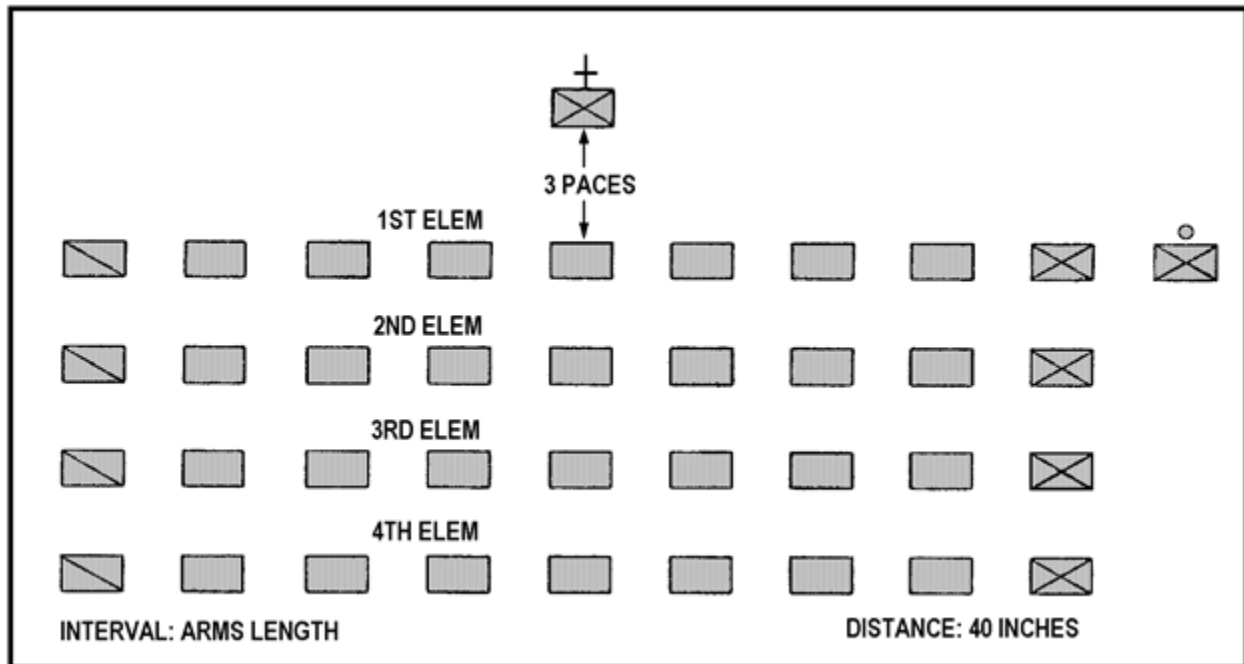 3 PACES
1ST ELEM
2ND ELEM
3RD ELEM
4TH ELEM
INTERVAL: ARMS LENGTH
DISTANCE: 40 INCHES